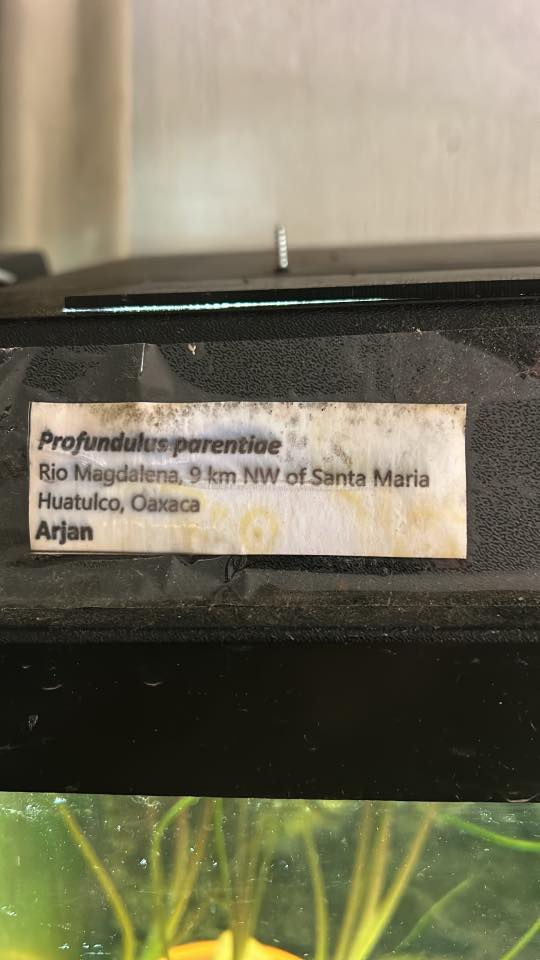 Profundulus parentiae
Rio Magdalena, 9 km NW of Santa Maria
Huatulco, Oaxaca
Arjan